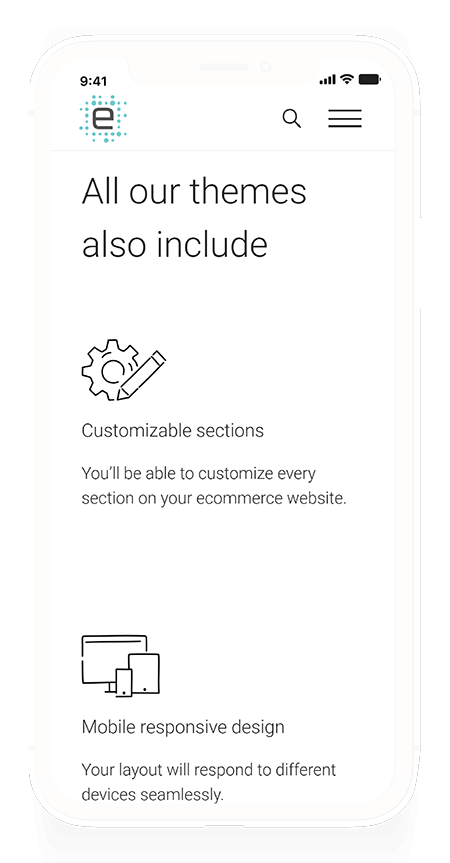 9:41
e
All our themes
also include
Customizable sections
You'll be able to customize every
section on your ecommerce website.
Mobile responsive design
Your layout will respond to different
devices seamlessly.